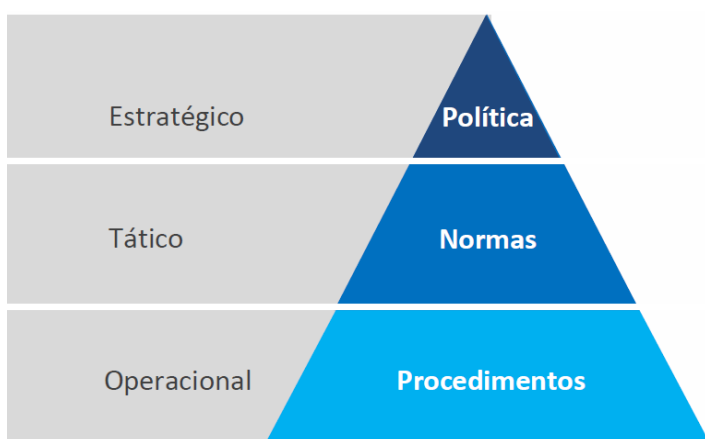 Estratégico
Política
Tático
Normas
Operacional
Procedimentos